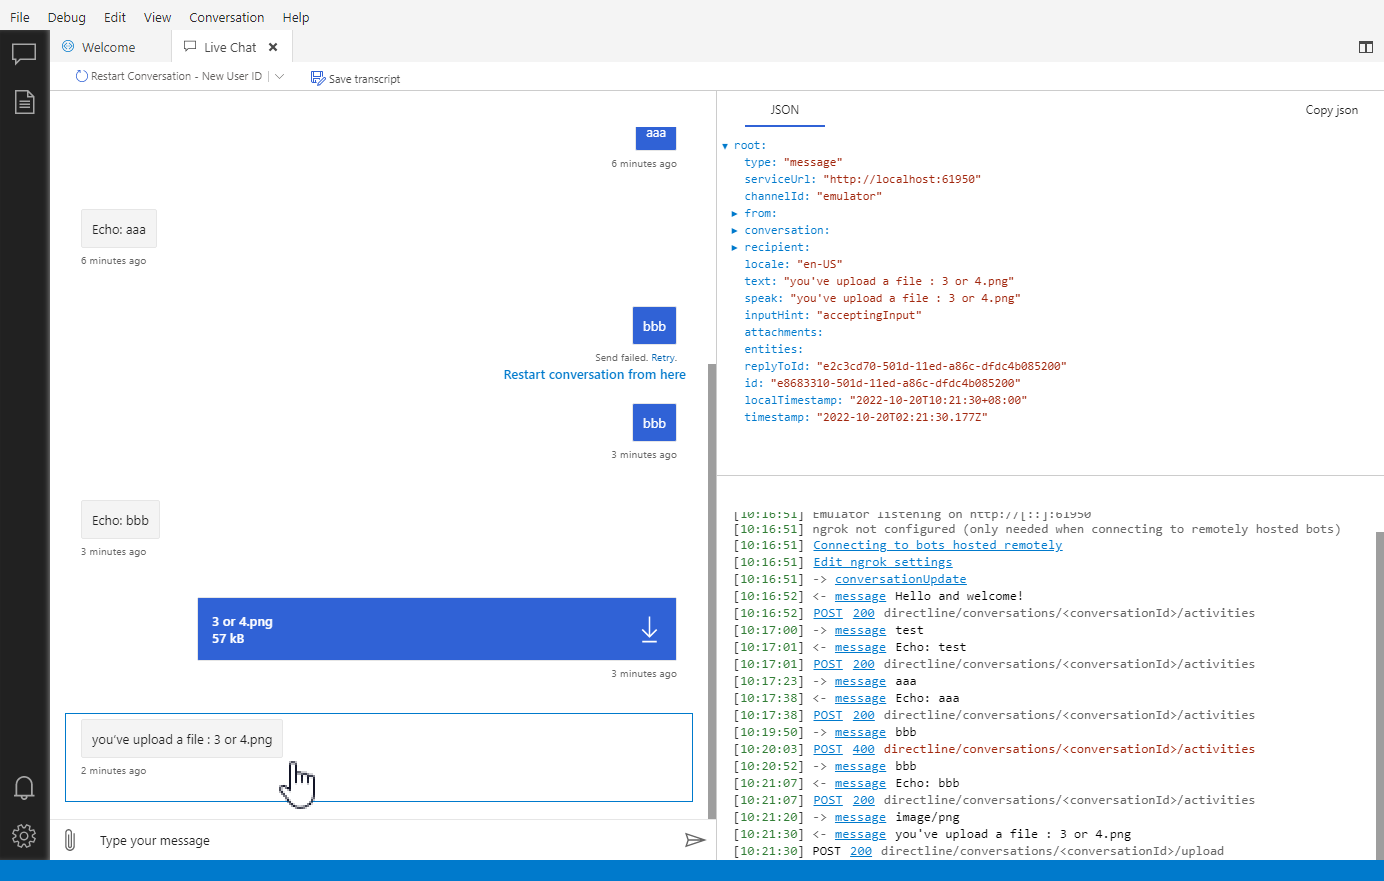 File Debug Edit View Conversation Help
Welcome Live Chat
Restart Conversation - New User ID Save transcript
aaa
6 minutes ago
Echo: aaa
6 minutes ago
bbb
Send failed. Retry.
Restart conversation from here
bbb
3 minutes ago
Echo: bbb
3 minutes ago
3 or 4.png
57 kB
3 minutes ago
you've upload a file : 3 or 4.png
2 minutes ago
Type your message
JSON Copy json
root:
type: "message"
serviceUrl: "http://localhost:61950"
channelId: "emulator"
from:
conversation:
recipient:
locale: "en-US"
text: "you've upload a file : 3 or 4.png"
speak: "you've upload a file : 3 or 4.png"
inputHint: "acceptingInput"
attachments:
entities:
replyToId: "e2c3cd70-501d-11ed-a86c-dfdc4b085200"
id: "e8683310-501d-11ed-a86c-dfdc4b085200"
localTimestamp: "2022-10-20T10:21:30+08:00"
timestamp: "2022-10-20T02:21:30.177Z"
[10:16:51] Emulator listening on http://[::]:61950
[10:16:51] ngrok not configured (only needed when connecting to remotely hosted bots)
[10:16:51] Connecting to bots hosted remotely
[10:16:51] Edit ngrok settings
[10:16:51] -> conversationUpdate
[10:16:52] <- message Hello and welcome!
[10:16:52] POST 200 directline/conversations/<conversationId>/activities
[10:17:00] -> message test
[10:17:01] <- message Echo: test
[10:17:01] POST 200 directline/conversations/<conversationId>/activities
[10:17:23] -> message aaa
[10:17:38] <- message Echo: aaa
[10:17:38] POST 200 directline/conversations/<conversationId>/activities
[10:19:50] -> message bbb
[10:20:03] POST 400 directline/conversations/<conversationId>/activities
[10:20:52] -> message bbb
[10:21:07] <- message Echo: bbb
[10:21:07] POST 200 directline/conversations/<conversationId>/activities
[10:21:20] -> message image/png
[10:21:30] <- message you've upload a file : 3 or 4.png
[10:21:30] POST 200 directline/conversations/<conversationId>/upload